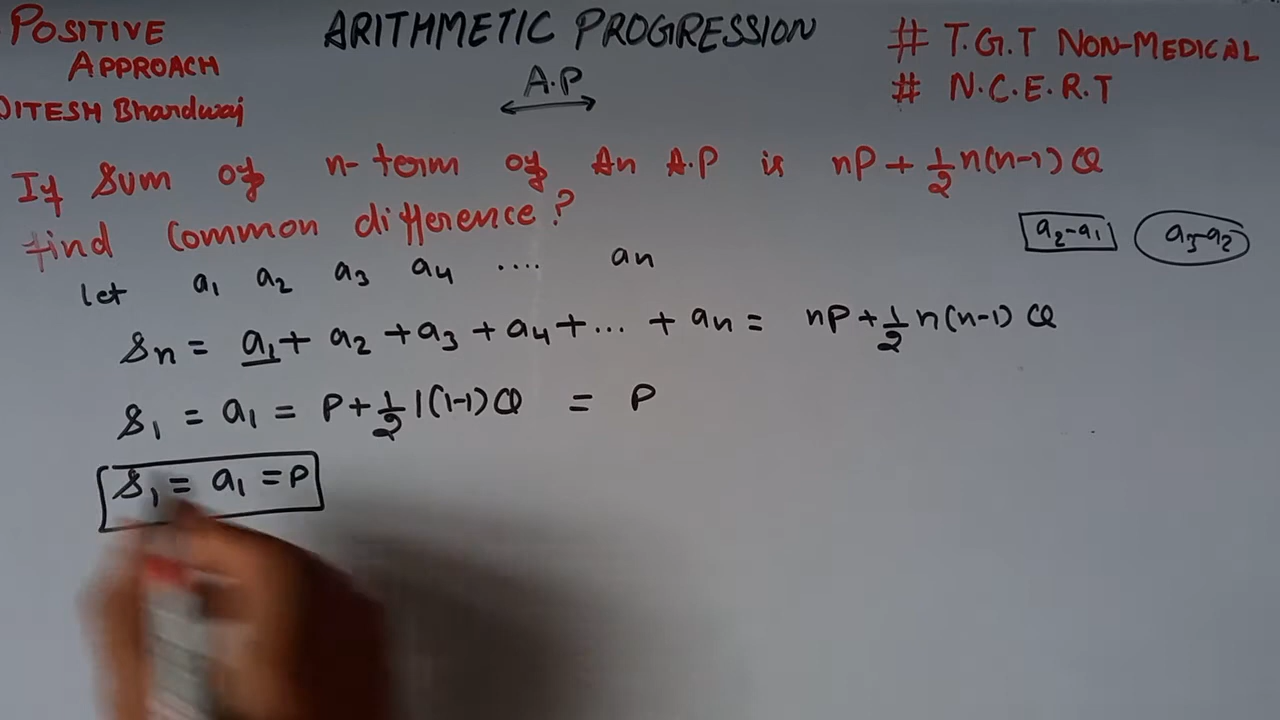 POSITIVE
APPROACH
JITESH Bhardwaj
ARITHMETIC PROGRESSION
A.P
# T.G.T NON-MEDICAL
# N.C.E.R.T
If Sum of n-term of An A.P is nP + 1/2 n(n-1) Q
find Common difference?
a2-a1 a3-a2
let a1 a2 a3 a4 .... an
Sn = a1 + a2 + a3 + a4 + ... + an = nP + 1/2 n(n-1) Q
S1 = a1 = P + 1/2 1(1-1) Q = P
S1 = a1 = P